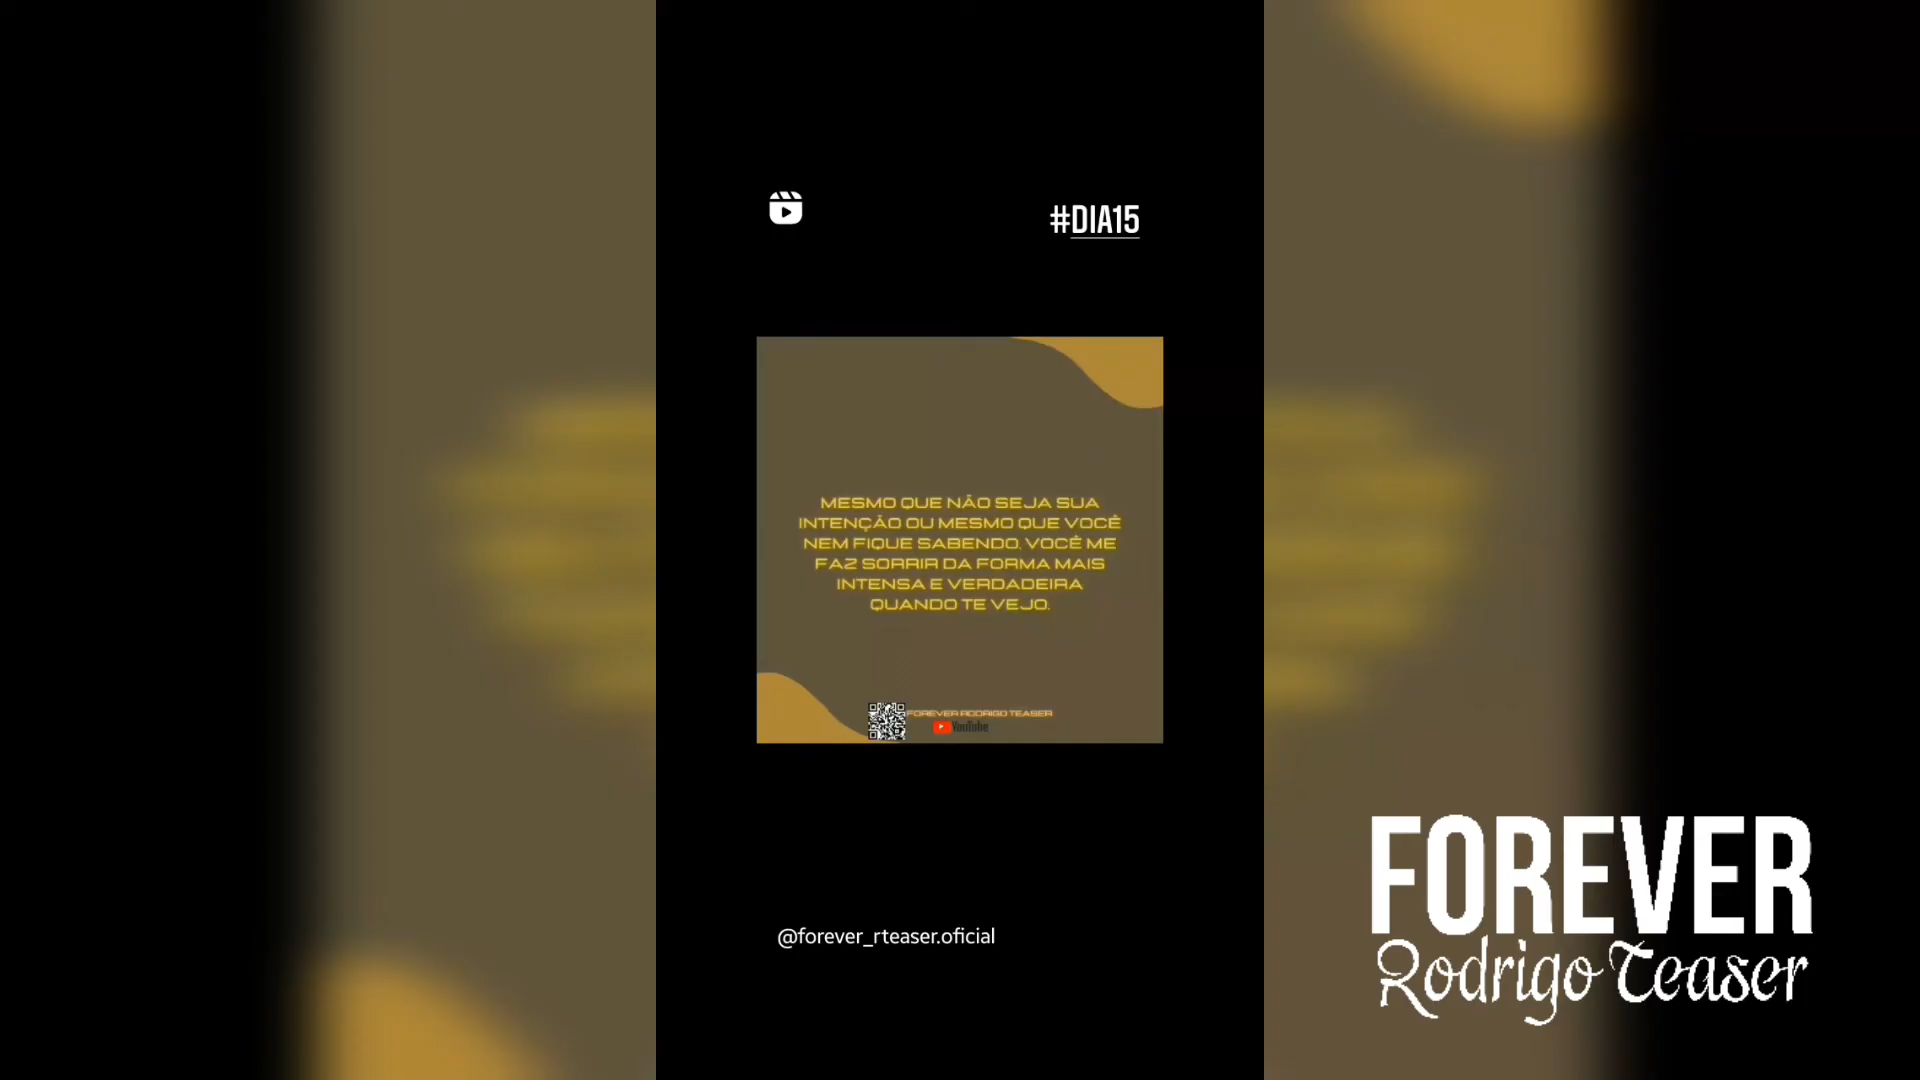 #DIA15
MESMO QUE NÃO SEJA SUA
INTENÇÃO OU MESMO QUE VOCÊ
NEM FIQUE SABENDO, VOCÊ ME
FAZ SORRIR DA FORMA MAIS
INTENSA E VERDADEIRA
QUANDO TE VEJO.
FOREVER RODRIGO TEASER
YouTube
@forever_rteaser.oficial
FOREVER
Rodrigo Teaser